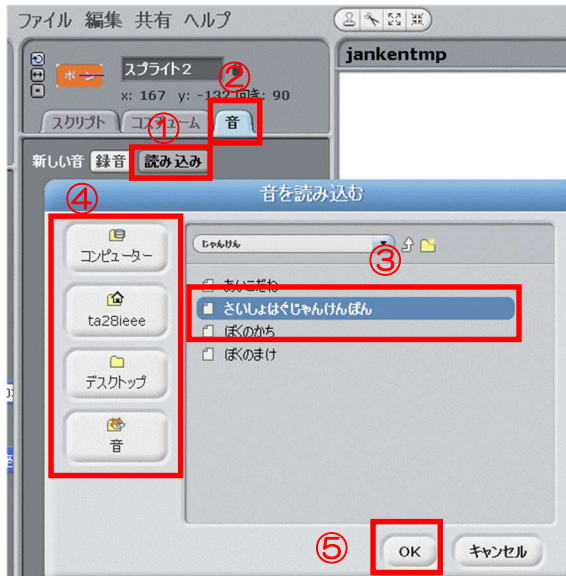 ファイル 編集 共有 ヘルプ
jankentmp
ポン
スプライト2
②
x: 167 y: -132 向き: 90
スクリプト コスチューム 音
①
新しい音 録音 読み込み
音を読み込む
④
コンピューター
じゃんけん
③
あいこだね
ta28ieee
さいしょはぐじゃんけんぽん
ぼくのかち
ぼくのまけ
デスクトップ
音
⑤
OK キャンセル